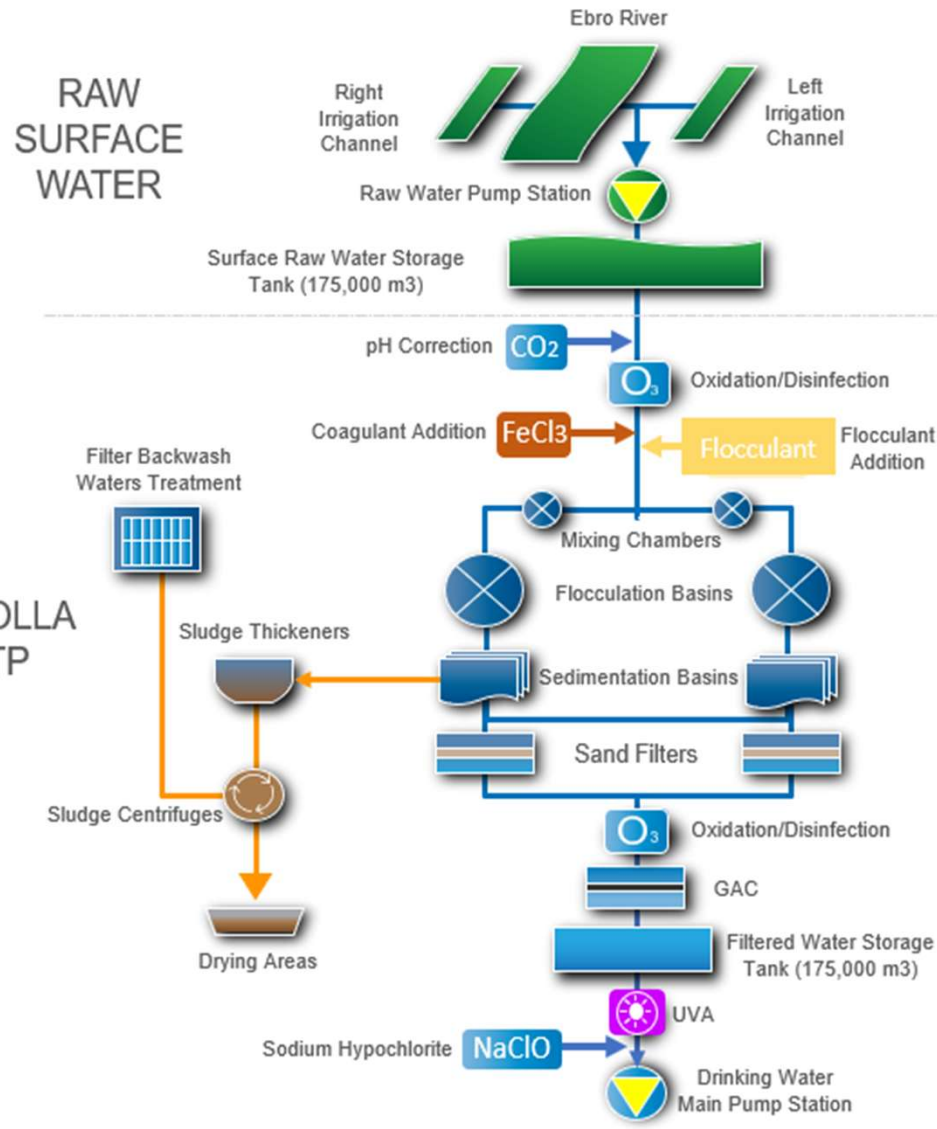 Ebro River
RAW
SURFACE
WATER
Right
Irrigation
Channel
Left
Irrigation
Channel
Raw Water Pump Station
Surface Raw Water Storage
Tank (175,000 m3)
pH Correction
CO2
O3
Oxidation/Disinfection
Coagulant Addition
FeCl3
Flocculant
Flocculant
Addition
Filter Backwash
Waters Treatment
Mixing Chambers
Flocculation Basins
OLLA
TP
Sludge Thickeners
Sedimentation Basins
Sand Filters
Sludge Centrifuges
O3
Oxidation/Disinfection
GAC
Drying Areas
Filtered Water Storage
Tank (175,000 m3)
UVA
Sodium Hypochlorite
NaClO
Drinking Water
Main Pump Station